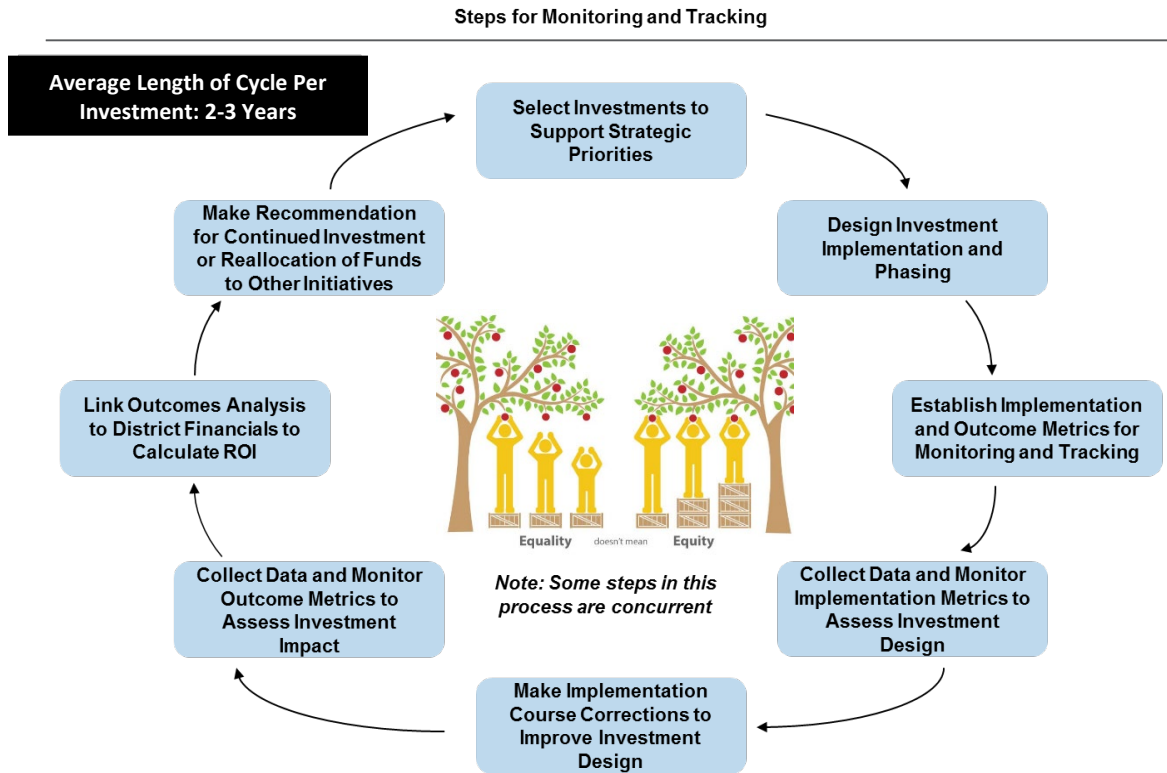 Steps for Monitoring and Tracking
Average Length of Cycle Per
Investment: 2-3 Years
Select Investments to
Support Strategic
Priorities
Design Investment
Implementation and
Phasing
Establish Implementation
and Outcome Metrics for
Monitoring and Tracking
Collect Data and Monitor
Implementation Metrics to
Assess Investment
Design
Make Implementation
Course Corrections to
Improve Investment
Design
Collect Data and Monitor
Outcome Metrics to
Assess Investment
Impact
Link Outcomes Analysis
to District Financials to
Calculate ROI
Make Recommendation
for Continued Investment
or Reallocation of Funds
to Other Initiatives
Equality doesn't mean Equity
Note: Some steps in this
process are concurrent